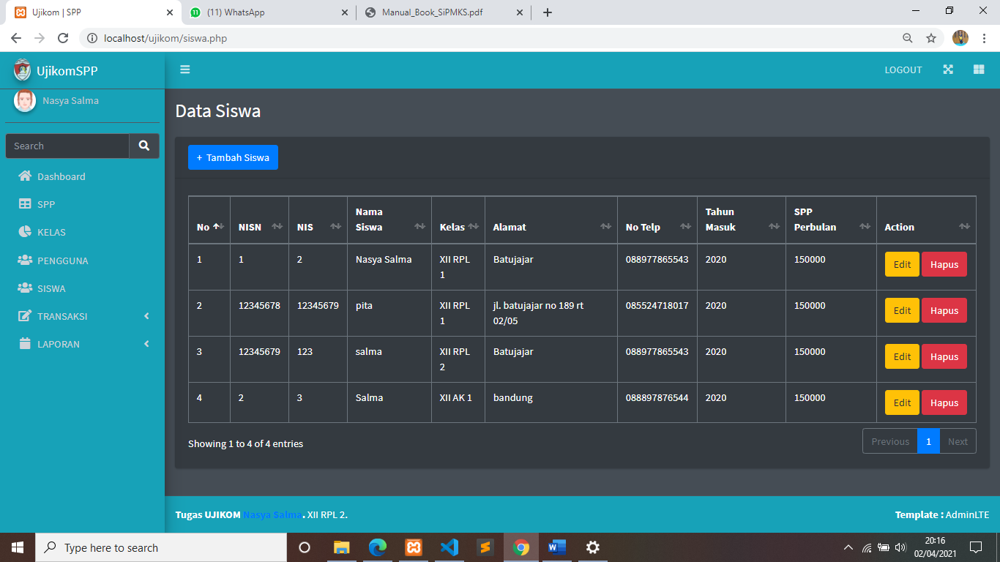 Ujikom | SPP
(11) WhatsApp
Manual_Book_SiPMKS.pdf
localhost/ujikom/siswa.php
UjikomSPP
LOGOUT
Nasya Salma
Search
Dashboard
SPP
KELAS
PENGGUNA
SISWA
TRANSAKSI
LAPORAN
Data Siswa
+ Tambah Siswa
No NISN NIS Nama Siswa Kelas Alamat No Telp Tahun Masuk SPP Perbulan Action
1 1 2 Nasya Salma XII RPL 1 Batujajar 088977865543 2020 150000 Edit Hapus
2 12345678 12345679 pita XII RPL 1 jl. batujajar no 189 rt 02/05 085524718017 2020 150000 Edit Hapus
3 12345679 123 salma XII RPL 2 Batujajar 088977865543 2020 150000 Edit Hapus
4 2 3 Salma XII AK 1 bandung 088897876544 2020 150000 Edit Hapus
Showing 1 to 4 of 4 entries
Previous 1 Next
Tugas UJIKOM Nasya Salma. XII RPL 2.
Template : AdminLTE
Type here to search
20:16
02/04/2021